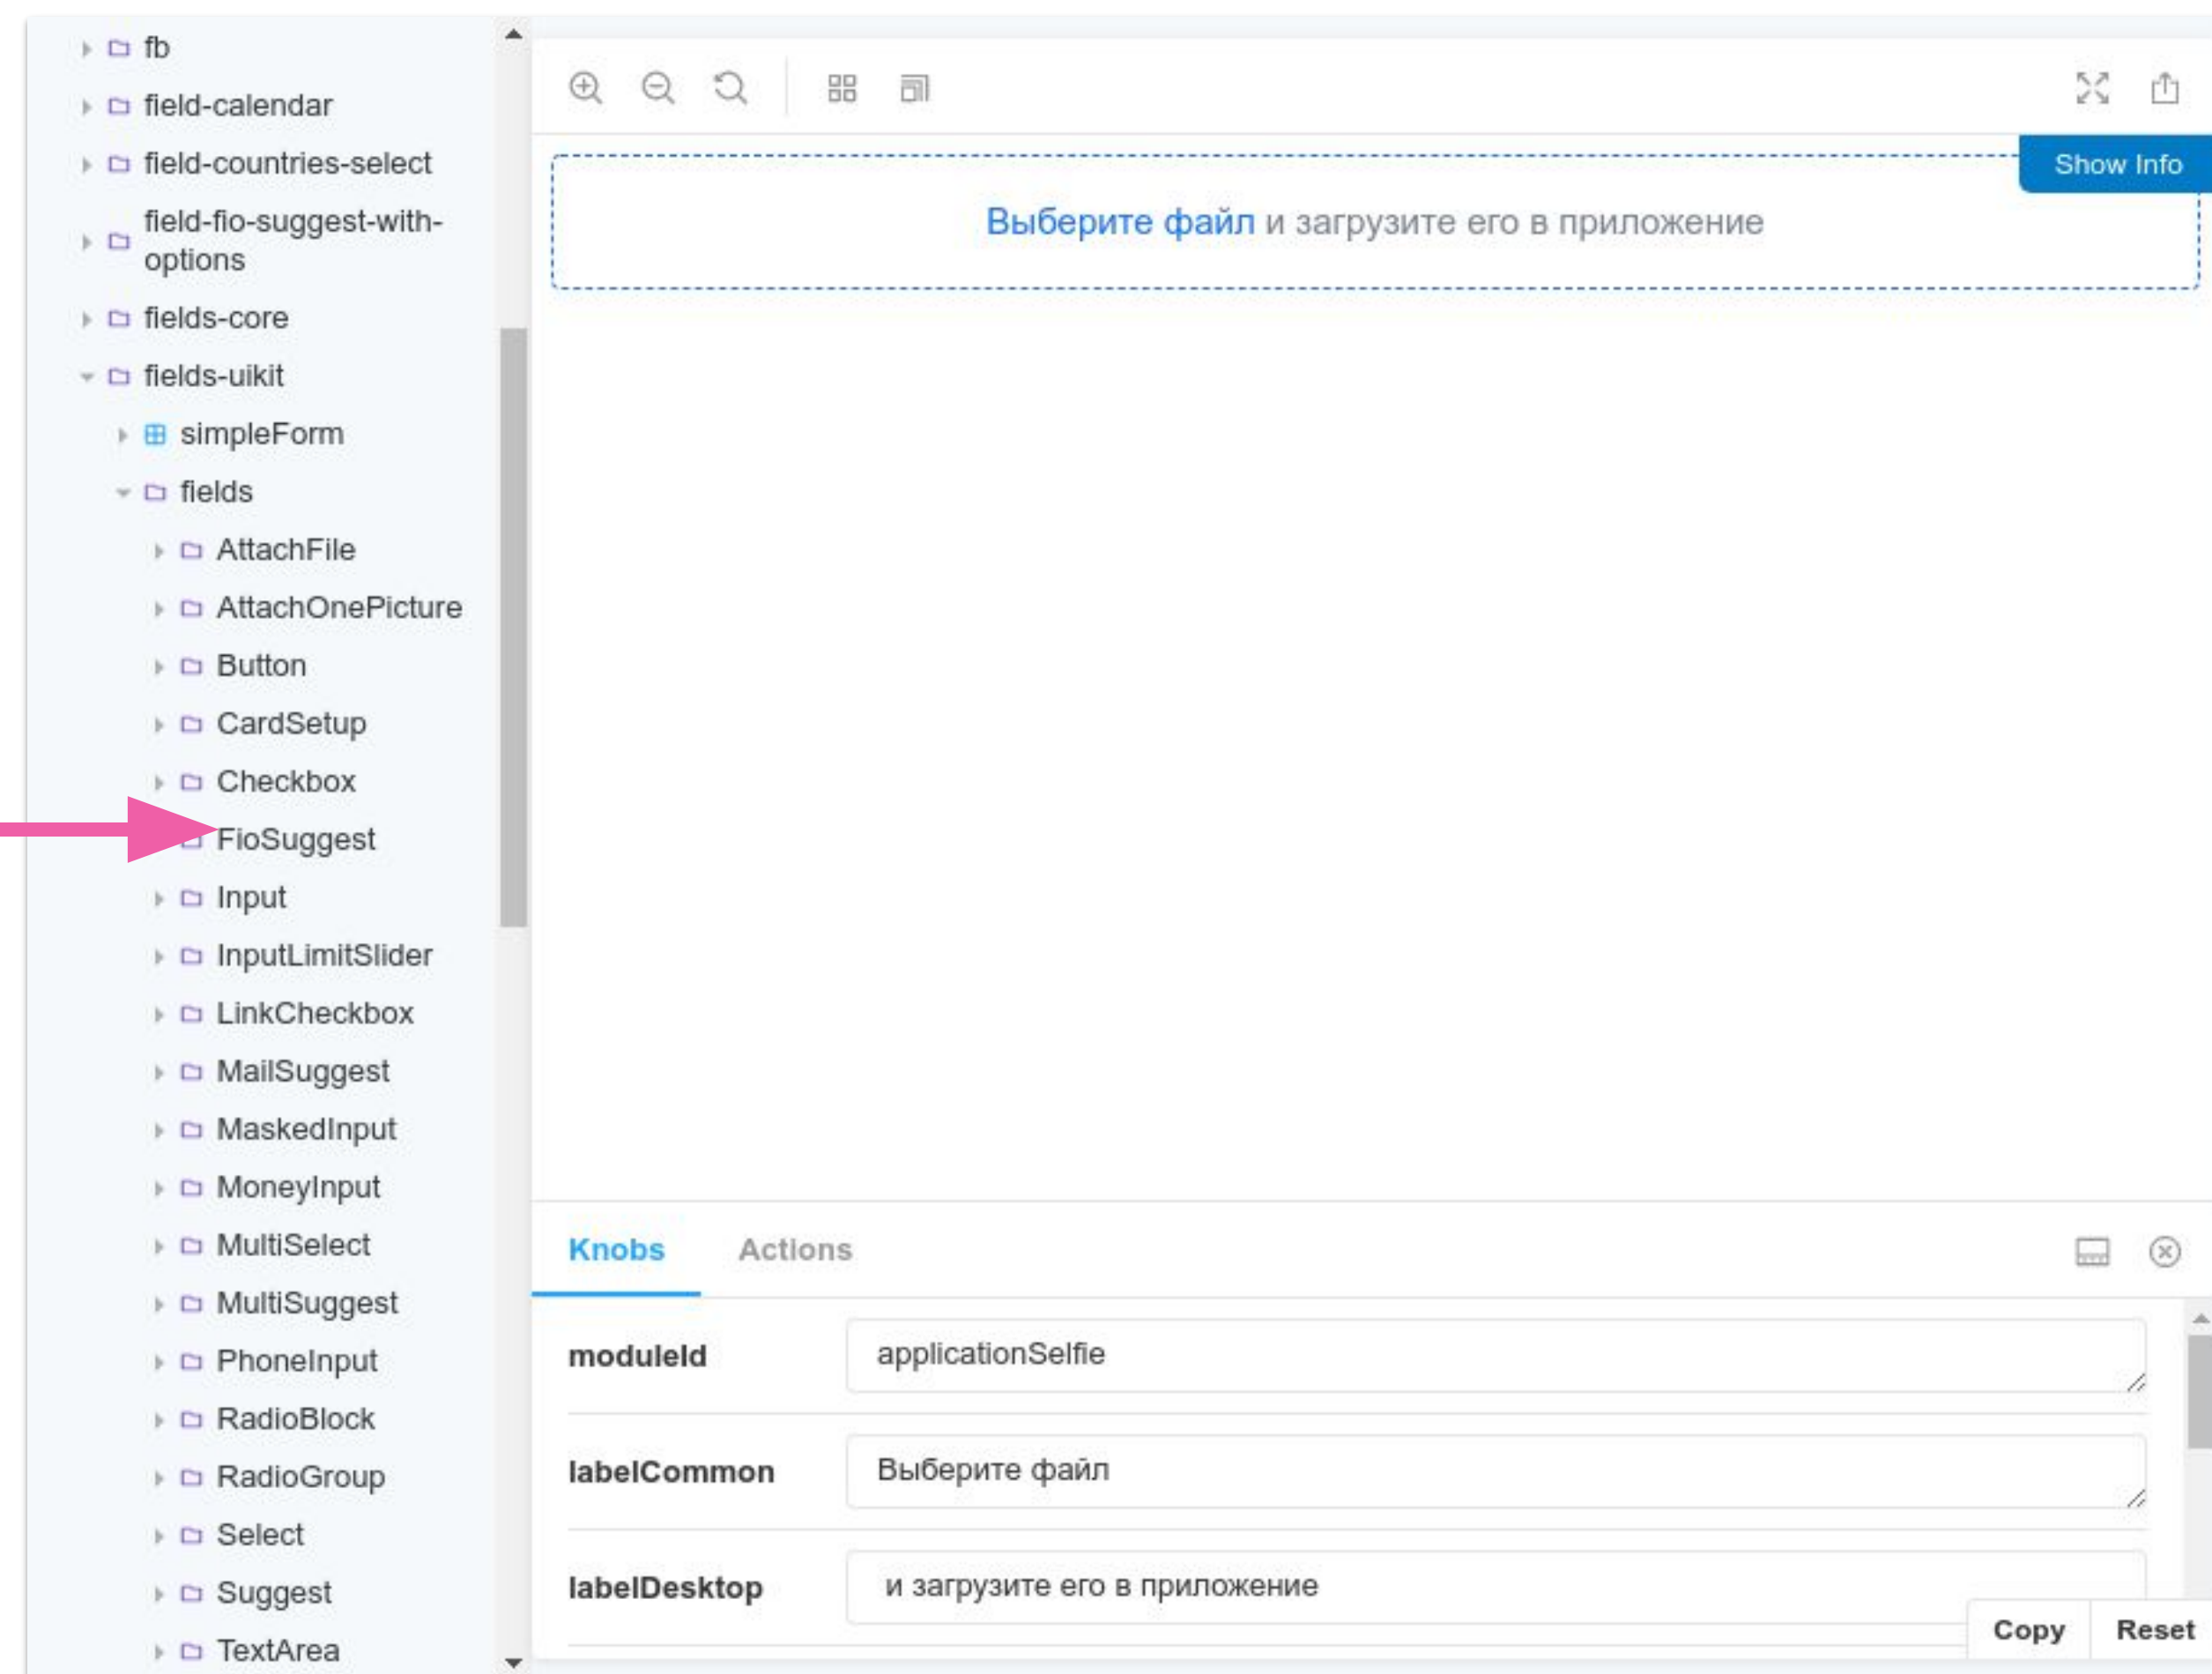 fb
field-calendar
field-countries-select
field-fio-suggest-with-
options
fields-core
fields-uikit
simpleForm
fields
AttachFile
AttachOnePicture
Button
CardSetup
Checkbox
FioSuggest
Input
InputLimitSlider
LinkCheckbox
MailSuggest
MaskedInput
MoneyInput
MultiSelect
MultiSuggest
PhoneInput
RadioBlock
RadioGroup
Select
Suggest
TextArea
Show Info
Выберите файл и загрузите его в приложение
Knobs Actions
moduleId applicationSelfie
labelCommon Выберите файл
labelDesktop и загрузите его в приложение
Copy Reset